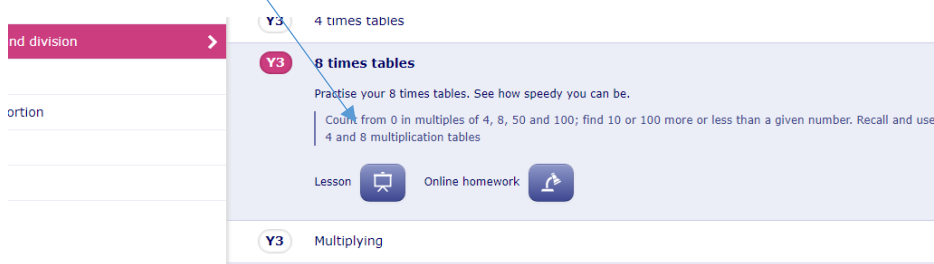 Y3 4 times tables
nd division
Y3 8 times tables
Practise your 8 times tables. See how speedy you can be.
ortion
Count from 0 in multiples of 4, 8, 50 and 100; find 10 or 100 more or less than a given number. Recall and use
4 and 8 multiplication tables
Lesson Online homework
Y3 Multiplying